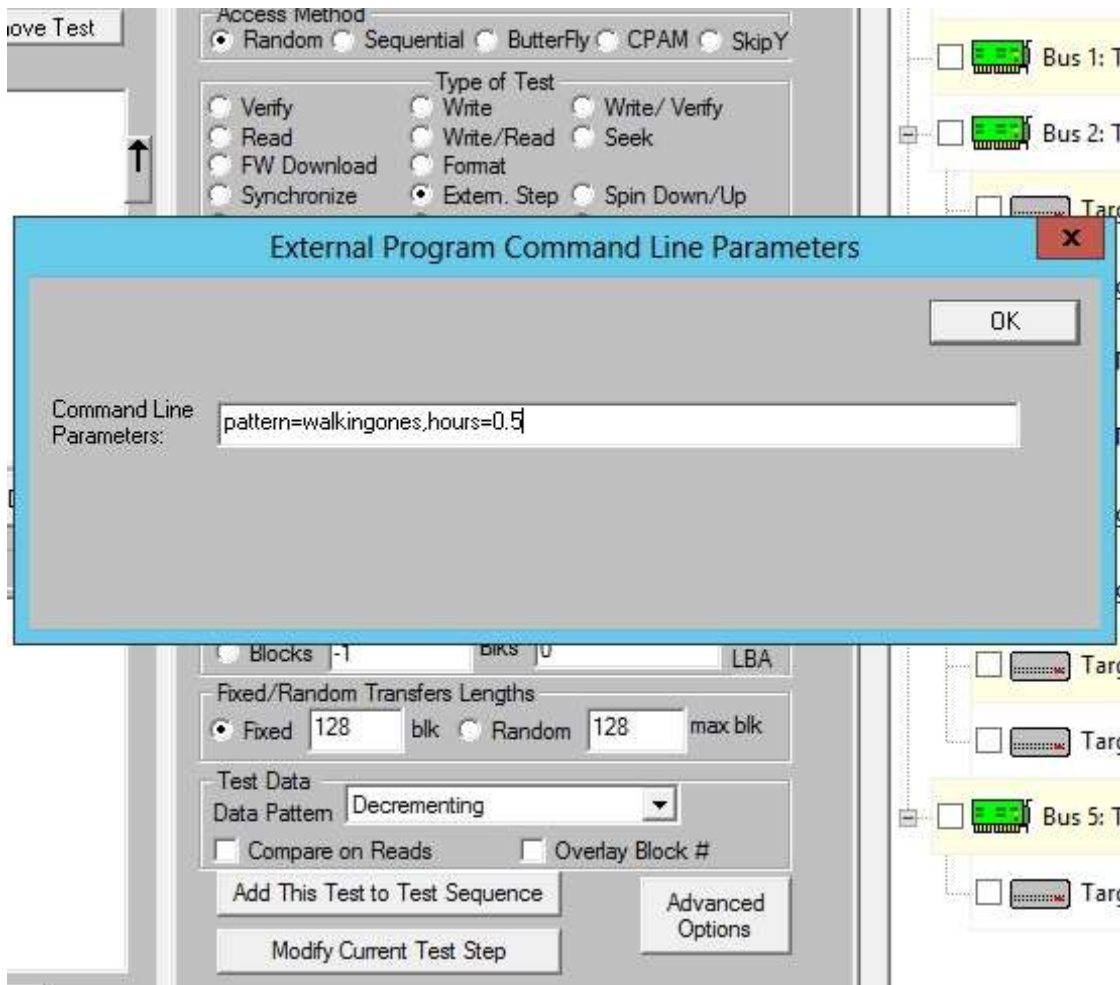 ove Test
Access Method
Random Sequential ButterFly CPAM SkipY
Type of Test
Verify Write Write/ Verify
Read Write/Read Seek
FW Download Format
Synchronize Extern. Step Spin Down/Up
Bus 1: T
Bus 2: T
Targ
External Program Command Line Parameters
x
OK
Command Line
Parameters:
pattern=walkingones,hours=0.5
Blocks -1 Blks 0 LBA
Fixed/Random Transfers Lengths
Fixed 128 blk Random 128 max blk
Test Data
Data Pattern Decrementing
Compare on Reads Overlay Block #
Add This Test to Test Sequence
Advanced
Options
Modify Current Test Step
Targ
Targ
Bus 5: T
Targ